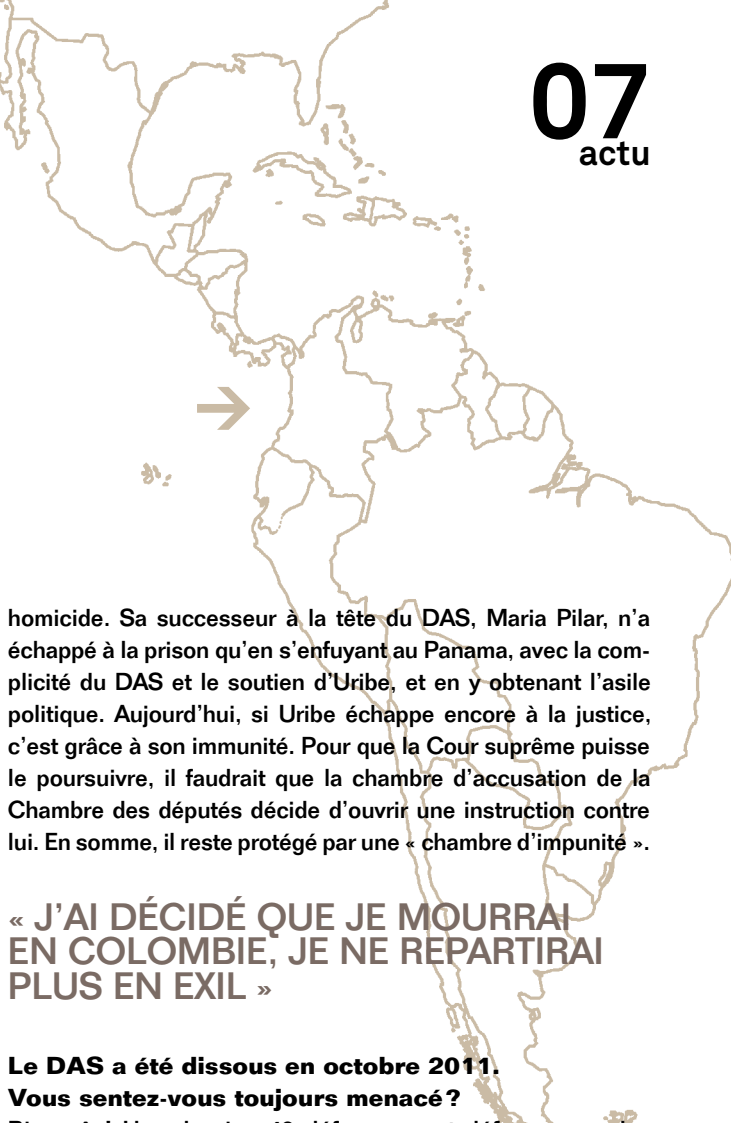 07
actu
homicide. Sa successeur à la tête du DAS, Maria Pilar, n’a
échappé à la prison qu’en s’enfuyant au Panama, avec la com-
plicité du DAS et le soutien d’Uribe, et en y obtenant l’asile
politique. Aujourd’hui, si Uribe échappe encore à la justice,
c’est grâce à son immunité. Pour que la Cour suprême puisse
le poursuivre, il faudrait que la chambre d’accusation de la
Chambre des députés décide d’ouvrir une instruction contre
lui. En somme, il reste protégé par une « chambre d’impunité ».
« J’AI DÉCIDÉ QUE JE MOURRAI
EN COLOMBIE, JE NE REPARTIRAI
PLUS EN EXIL »
Le DAS a été dissous en octobre 2011.
Vous sentez-vous toujours menacé ?